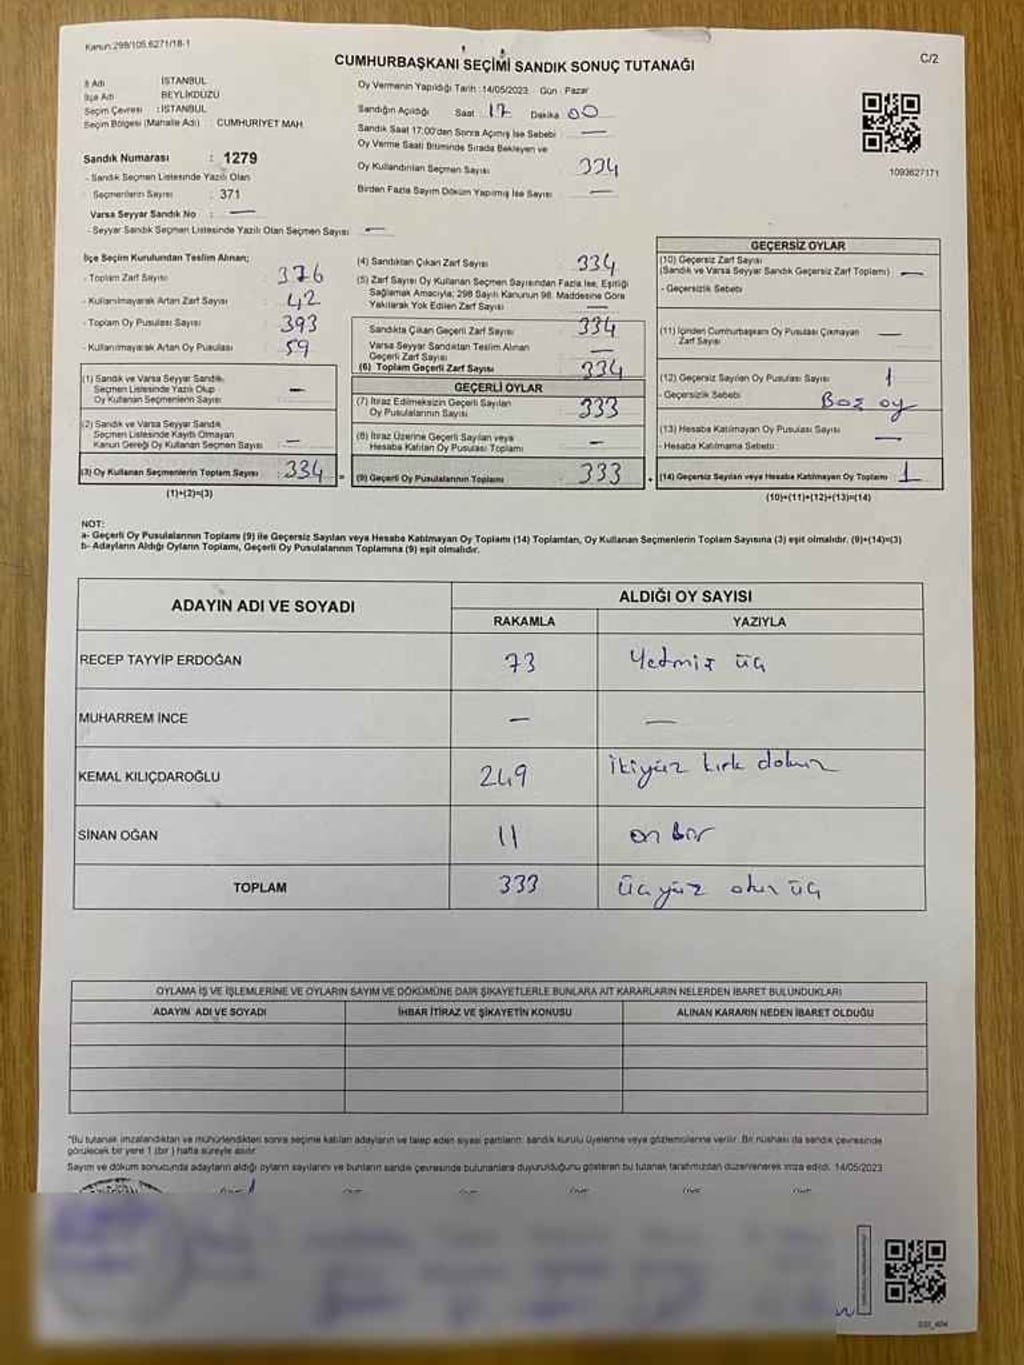 Kanun:298/105.6271/18-1
C/2
CUMHURBAŞKANI SEÇİMİ SANDIK SONUÇ TUTANAĞI
İl Adı : İSTANBUL
İlçe Adı : BEYLİKDÜZÜ
Seçim Çevresi : İSTANBUL
Seçim Bölgesi (Mahalle Adı) : CUMHURİYET MAH.
Sandık Numarası : 1279
- Sandık Seçmen Listesinde Yazılı Olan
Seçmenlerin Sayısı : 371
Varsa Seyyar Sandık No : —
- Seyyar Sandık Seçmen Listesinde Yazılı Olan Seçmen Sayısı : —
Oy Vermenin Yapıldığı Tarih :14/05/2023 Gün : Pazar
Sandığın Açıldığı Saat 17 Dakika 00
Sandık Saat 17:00'den Sonra Açılmış İse Sebebi : —
Oy Verme Saati Bitiminde Sırada Bekleyen ve
Oy Kullandırılan Seçmen Sayısı 334
Birden Fazla Sayım Döküm Yapılmış İse Sayısı —
1093627171
İlçe Seçim Kurulundan Teslim Alınan;
- Toplam Zarf Sayısı : 376
- Kullanılmayarak Artan Zarf Sayısı : 42
- Toplam Oy Pusulası Sayısı : 393
- Kullanılmayarak Artan Oy Pusulası : 59
(1) Sandık ve Varsa Seyyar Sandık
Seçmen Listesinde Yazılı Olup
Oy Kullanan Seçmenlerin Sayısı : —
(2) Sandık ve Varsa Seyyar Sandık
Seçmen Listesinde Kayıtlı Olmayan
Kanun Gereği Oy Kullanan Seçmen Sayısı : —
(3) Oy Kullanan Seçmenlerin Toplam Sayısı : 334
(1)+(2)=(3)
(4) Sandıktan Çıkan Zarf Sayısı 334
(5) Zarf Sayısı Oy Kullanan Seçmen Sayısından Fazla İse, Eşitliği
Sağlamak Amacıyla; 298 Sayılı Kanunun 98. Maddesine Göre
Yakılarak Yok Edilen Zarf Sayısı —
Sandıkta Çıkan Geçerli Zarf Sayısı 334
Varsa Seyyar Sandıktan Teslim Alınan
Geçerli Zarf Sayısı —
(6) Toplam Geçerli Zarf Sayısı 334
GEÇERLİ OYLAR
(7) İtiraz Edilmeksizin Geçerli Sayılan
Oy Pusulalarının Sayısı 333
(8) İtiraz Üzerine Geçerli Sayılan veya
Hesaba Katılan Oy Pusulası Toplamı —
= (9) Geçerli Oy Pusulalarının Toplamı 333
GEÇERSİZ OYLAR
(10) Geçersiz Zarf Sayısı
(Sandık ve Varsa Seyyar Sandık Geçersiz Zarf Toplamı) —
- Geçersizlik Sebebi
(11) İçinden Cumhurbaşkanı Oy Pusulası Çıkmayan
Zarf Sayısı —
(12) Geçersiz Sayılan Oy Pusulası Sayısı 1
- Geçersizlik Sebebi Boş oy
(13) Hesaba Katılmayan Oy Pusulası Sayısı —
- Hesaba Katılmama Sebebi :
+ (14) Geçersiz Sayılan veya Hesaba Katılmayan Oy Toplamı 1
(10)+(11)+(12)+(13)=(14)
NOT:
a- Geçerli Oy Pusulalarının Toplamı (9) ile Geçersiz Sayılan veya Hesaba Katılmayan Oy Toplamı (14) Toplamları, Oy Kullanan Seçmenlerin Toplam Sayısına (3) eşit olmalıdır. (9)+(14)=(3)
b- Adayların Aldığı Oyların Toplamı, Geçerli Oy Pusulalarının Toplamına (9) eşit olmalıdır.
ADAYIN ADI VE SOYADI ALDIĞI OY SAYISI
RAKAMLA YAZIYLA
RECEP TAYYİP ERDOĞAN 73 Yetmiş üç
MUHARREM İNCE — —
KEMAL KILIÇDAROĞLU 249 ikiyüz kırk dokuz
SİNAN OĞAN 11 on bir
TOPLAM 333 üçyüz otuz üç
OYLAMA İŞ VE İŞLEMLERİNE VE OYLARIN SAYIM VE DÖKÜMÜNE DAİR ŞİKAYETLERLE BUNLARA AİT KARARLARIN NELERDEN İBARET BULUNDUKLARI
ADAYIN ADI VE SOYADI İHBAR İTİRAZ VE ŞİKAYETİN KONUSU ALINAN KARARIN NEDEN İBARET OLDUĞU
*Bu tutanak imzalandıktan ve mühürlendikten sonra seçime katılan adayların ve talep eden siyasi partilerin; sandık kurulu üyelerine veya gözlemcilerine verilir. Bir nüshası da sandık çevresinde
görülecek bir yere 1 (bir ) hafta süreyle asılır.
Sayım ve döküm sonucunda adayların aldığı oyların sayılarını ve bunların sandık çevresinde bulunanlara duyurulduğunu gösteren bu tutanak tarafımızdan düzenlenerek imza edildi. 14/05/2023